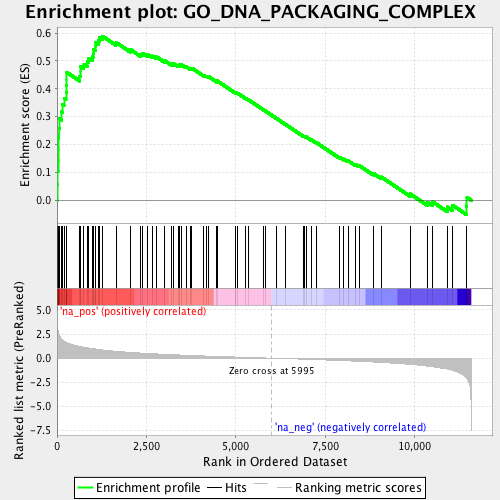 Enrichment plot: GO_DNA_PACKAGING_COMPLEX
Enrichment score (ES)
0.6
0.5
0.4
0.3
0.2
0.1
0.0
'na_pos' (positively correlated)
Ranked list metric (PreRanked)
5.0
2.5
0.0
-2.5
-5.0
-7.5
Zero cross at 5995
'na_neg' (negatively correlated)
0
2,500
5,000
7,500
10,000
Rank in Ordered Dataset
Enrichment profile
Hits
Ranking metric scores